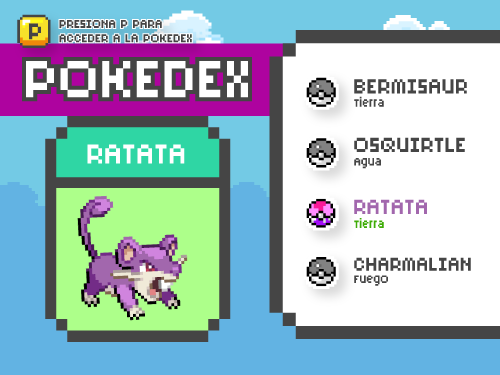 P
PRESIONA P PARA
ACCEDER A LA POKEDEX
POKEDEX
RATATA
BERMISAUR
tierra
OSQUIRTLE
Agua
RATATA
tierra
CHARMALIAN
Fuego